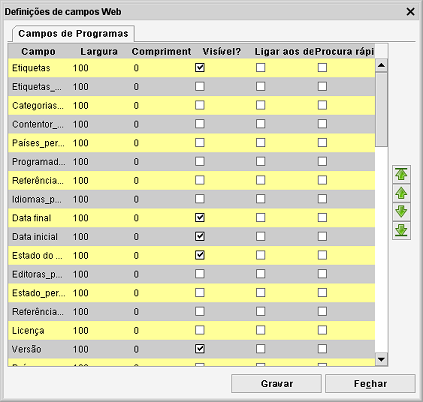 Definições de campos Web
Campos de Programas
Campo Largura Compriment Visível? Ligar aos de Procura rápi
Etiquetas 100 0
Etiquetas_... 100 0
Categorias... 100 0
Contentor_... 100 0
Países_per... 100 0
Programad... 100 0
Referência... 100 0
Idiomas_p... 100 0
Data final 100 0
Data inicial 100 0
Estado do ... 100 0
Editoras_p... 100 0
Estado_per... 100 0
Referência... 100 0
Licença 100 0
Versão 100 0
Gravar Fechar